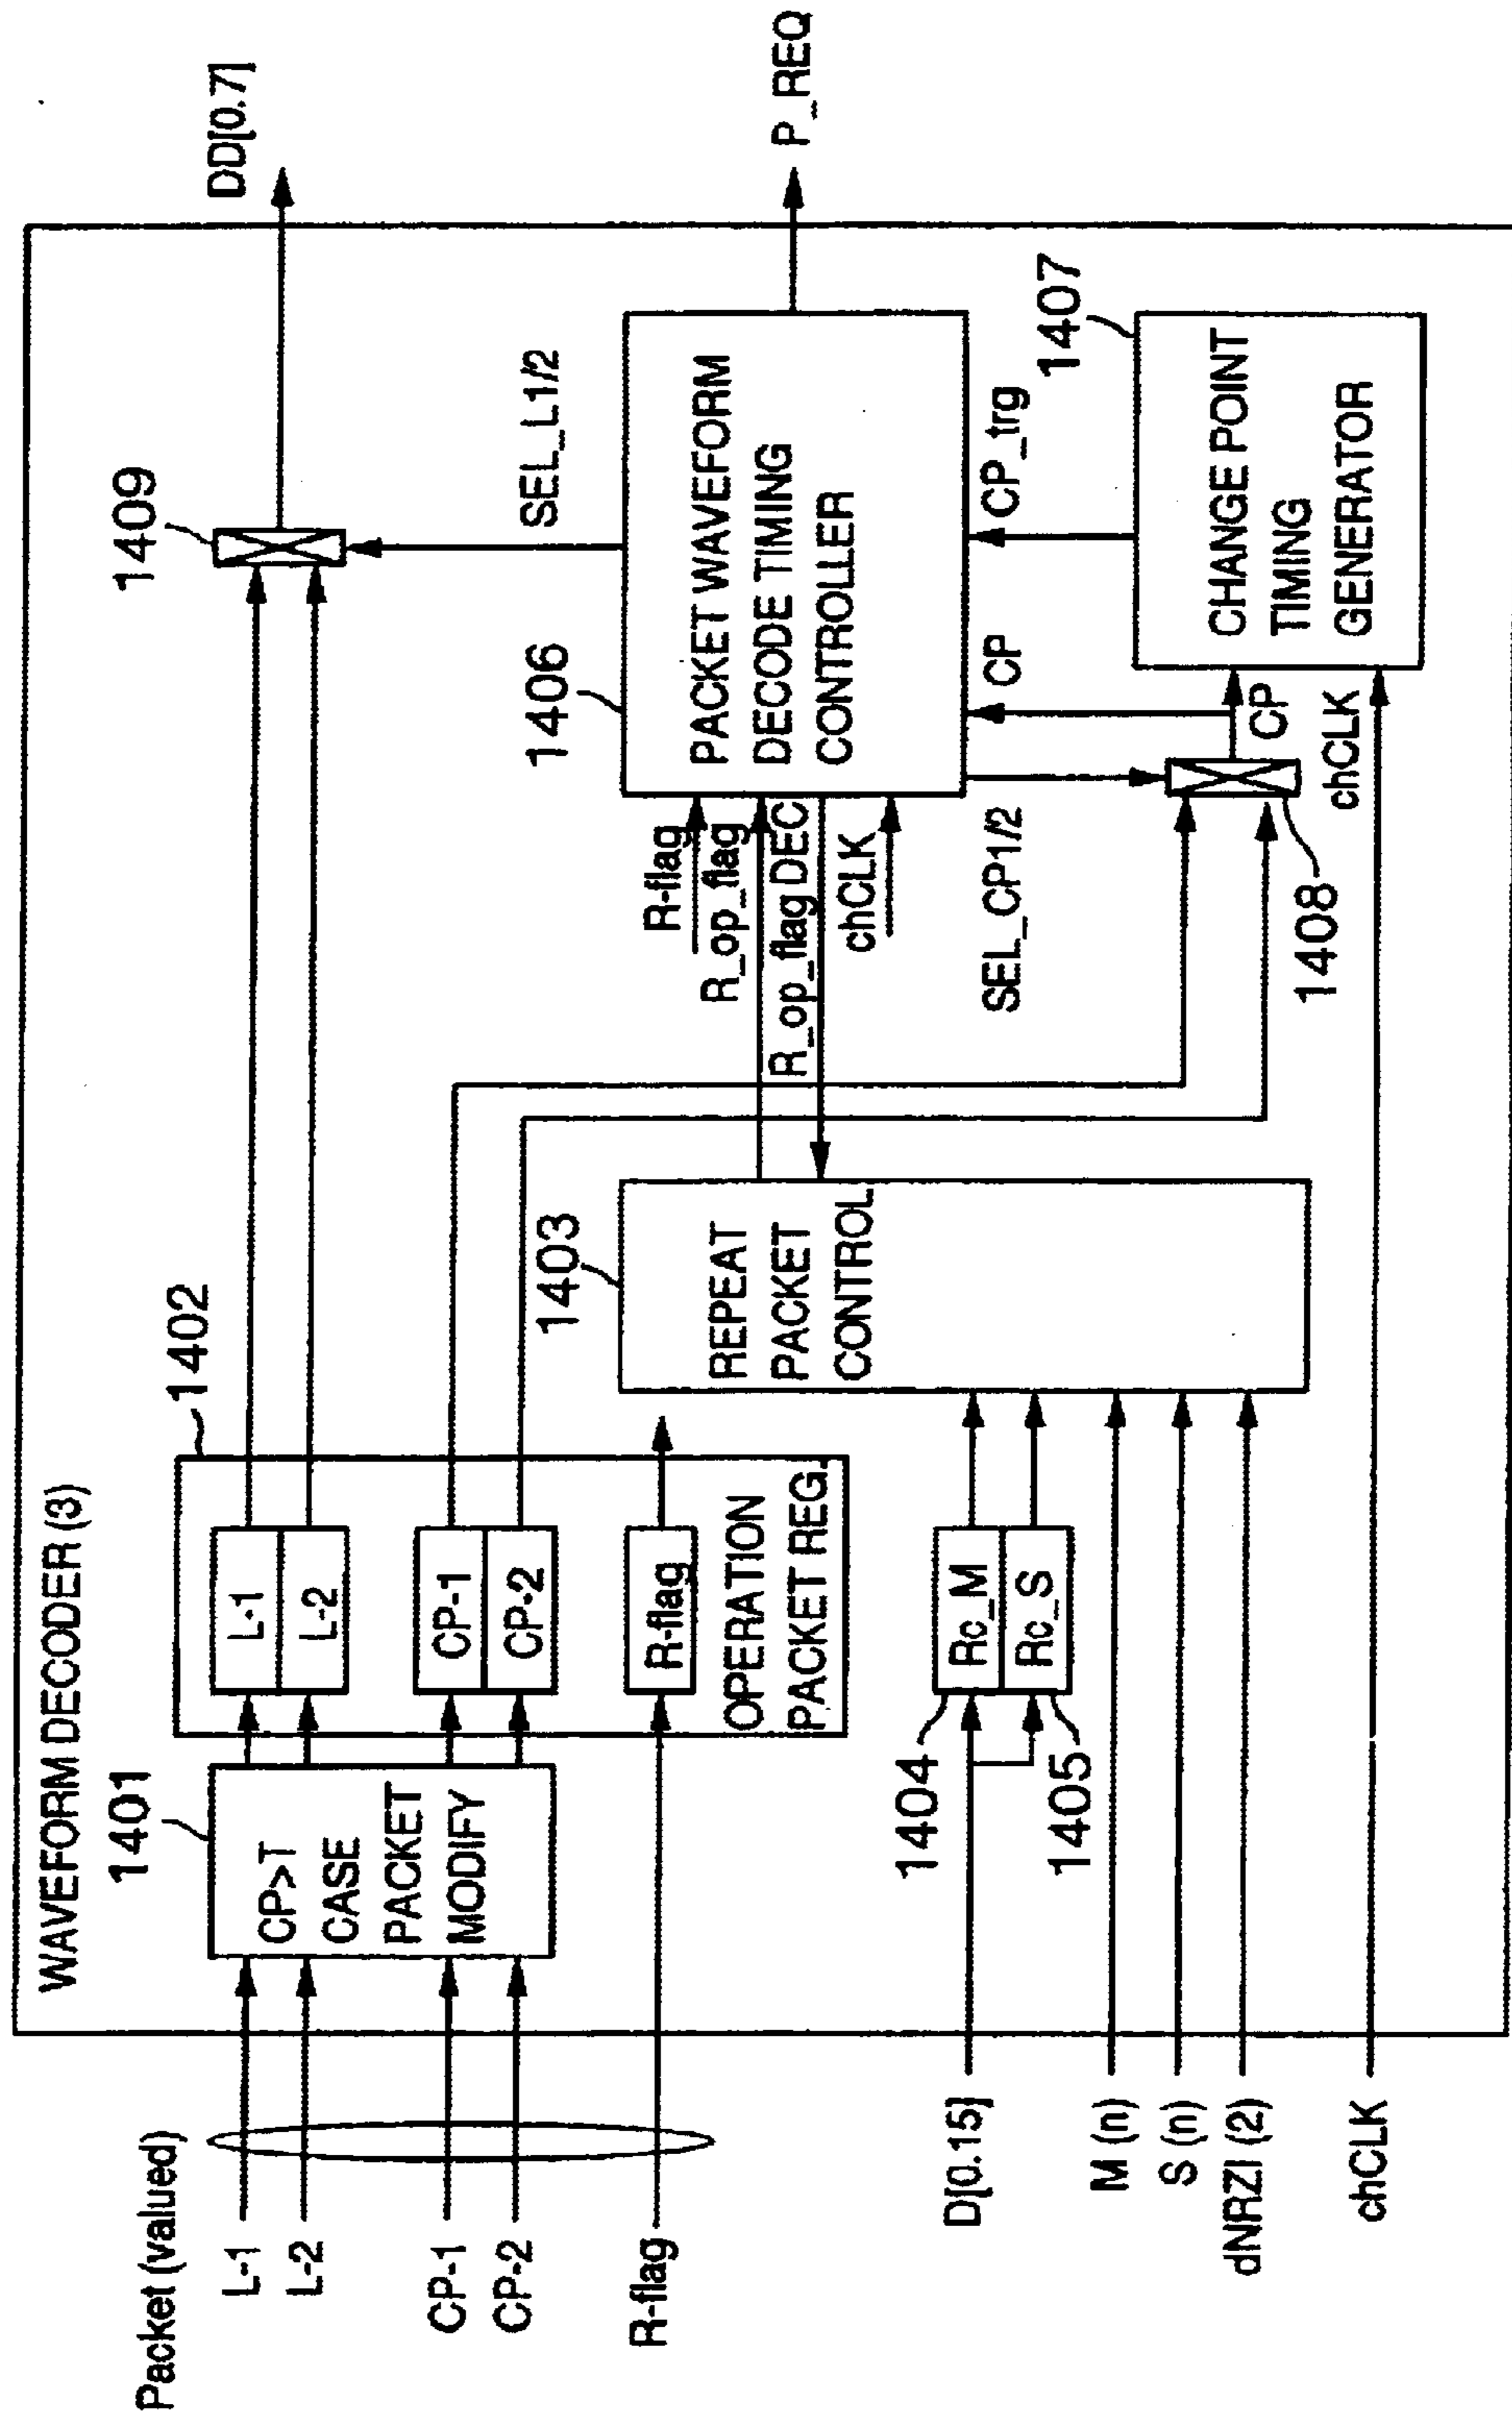 WAVEFORM DECODER (3)
Packet (valued)
L-1
L-2
CP-1
CP-2
R-flag
D[0.15]
M (n)
S (n)
dNRZI (2)
chCLK
1401
CP>T
CASE
PACKET
MODIFY
1402
L-1
L-2
CP-1
CP-2
R-flag
OPERATION
PACKET REG.
1404
Rc_M
Rc_S
1405
1403
REPEAT
PACKET
CONTROL
R-flag
R_op_flag
R_op_flag DEC
chCLK
1406
PACKET WAVEFORM
DECODE TIMING
CONTROLLER
SEL_L1/2
1409
DD[0.7]
P_REQ
SEL_CP1/2
CP
CP_trg
1408
CP
chCLK
1407
CHANGE POINT
TIMING
GENERATOR